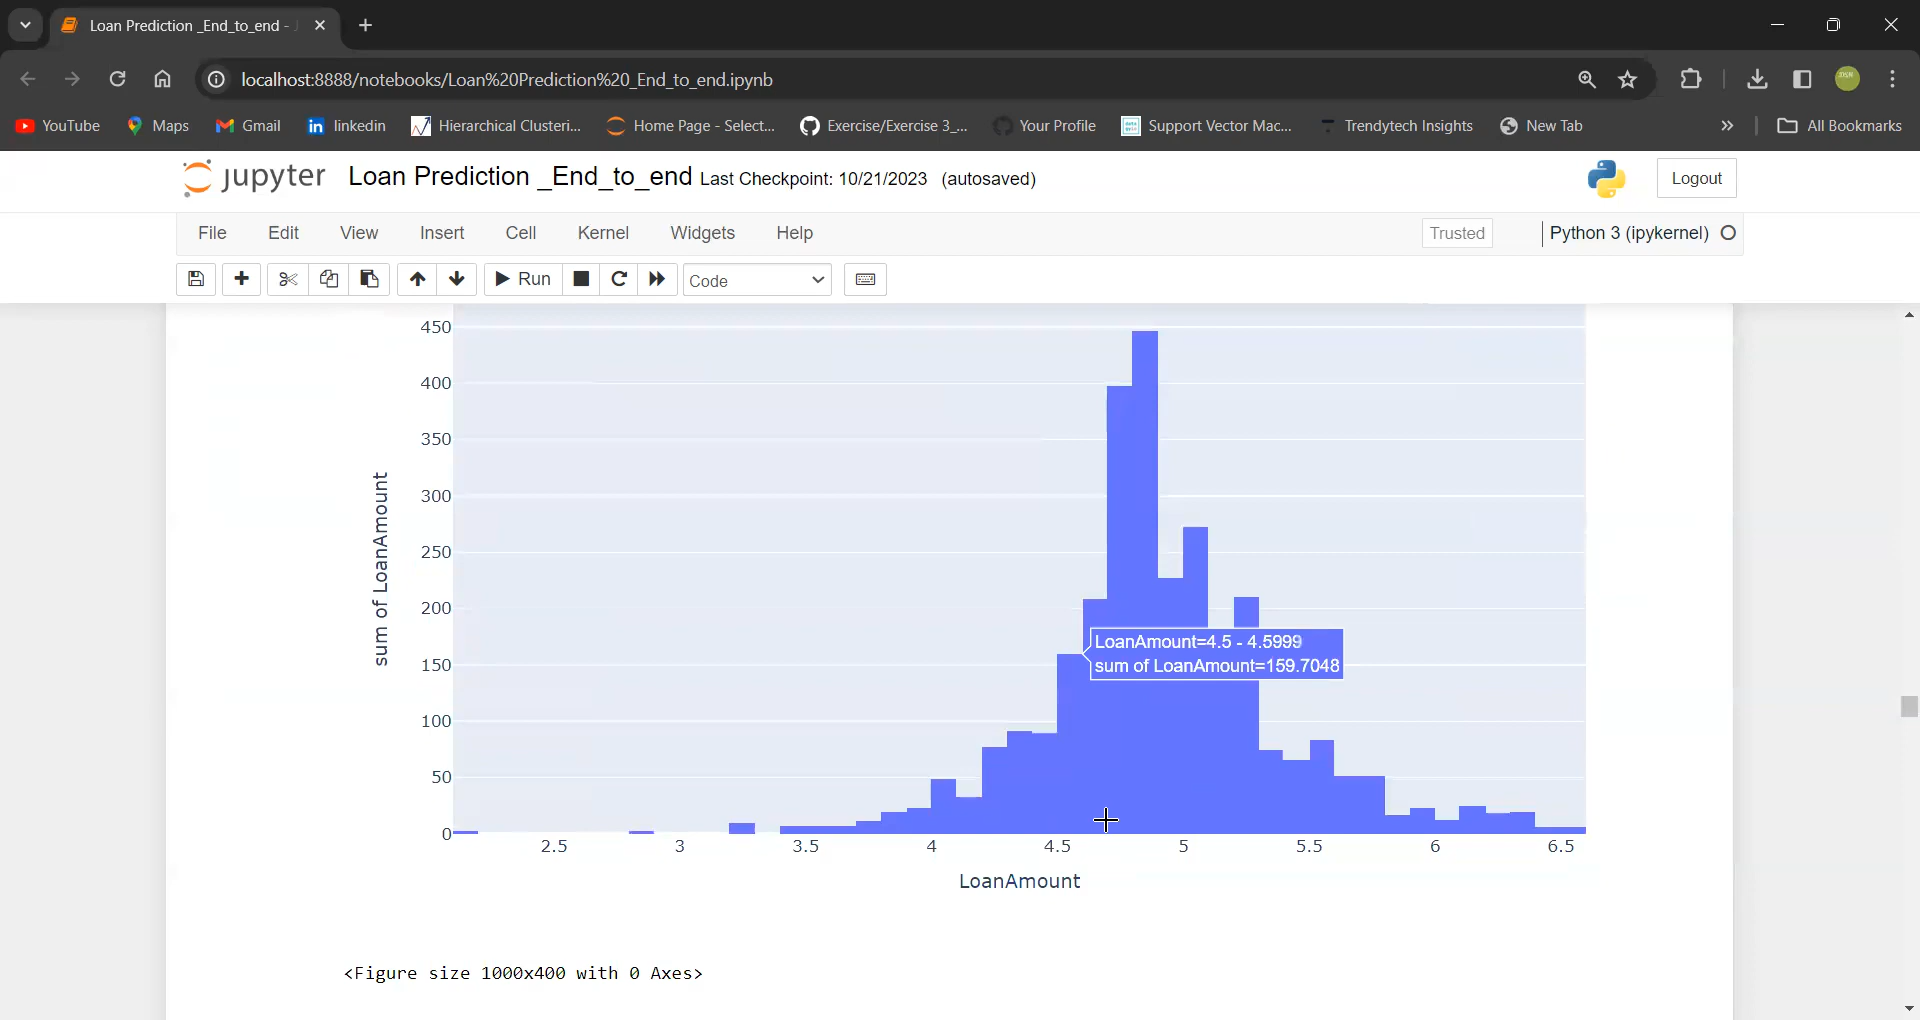 Loan Prediction _End_to_end -
localhost:8888/notebooks/Loan%20Prediction%20_End_to_end.ipynb
YouTube Maps Gmail linkedin Hierarchical Clusteri... Home Page - Select... Exercise/Exercise 3_... Your Profile Support Vector Mac... Trendytech Insights New Tab » All Bookmarks
jupyter Loan Prediction _End_to_end Last Checkpoint: 10/21/2023 (autosaved) Logout
File Edit View Insert Cell Kernel Widgets Help Trusted Python 3 (ipykernel)
Run Code
450
400
350
300
250
200
150
100
50
0
sum of LoanAmount
LoanAmount=4.5 - 4.5999
sum of LoanAmount=159.7048
2.5 3 3.5 4 4.5 5 5.5 6 6.5
LoanAmount
<Figure size 1000x400 with 0 Axes>